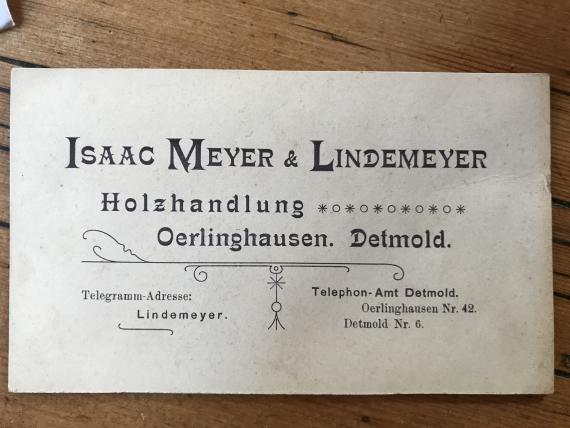 Isaac Meyer & Lindemeyer
Holzhandlung
Oerlinghausen. Detmold.
Telegramm-Adresse:
Lindemeyer.
Telephon-Amt Detmold.
Oerlinghausen Nr. 42.
Detmold Nr. 6.